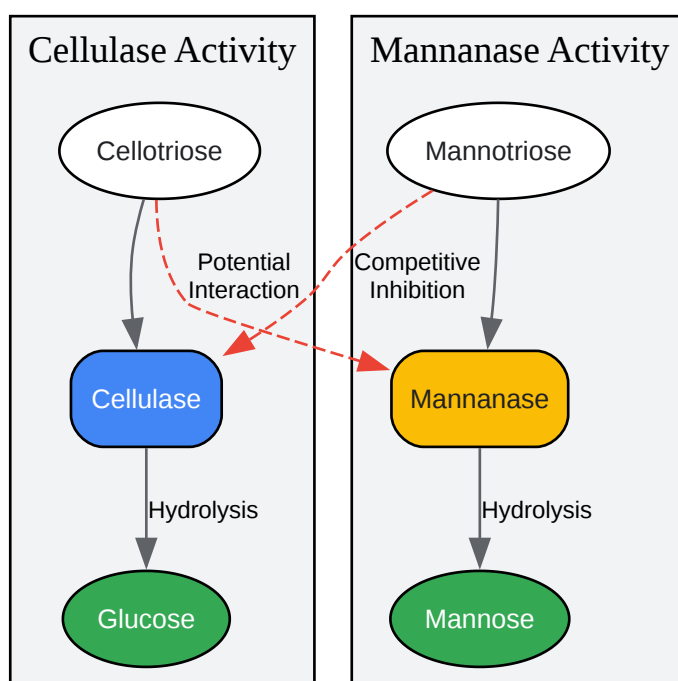 Cellulase Activity
Mannanase Activity
Cellotriose
Mannotriose
Potential
Interaction
Competitive
Inhibition
Cellulase
Mannanase
Hydrolysis
Hydrolysis
Glucose
Mannose